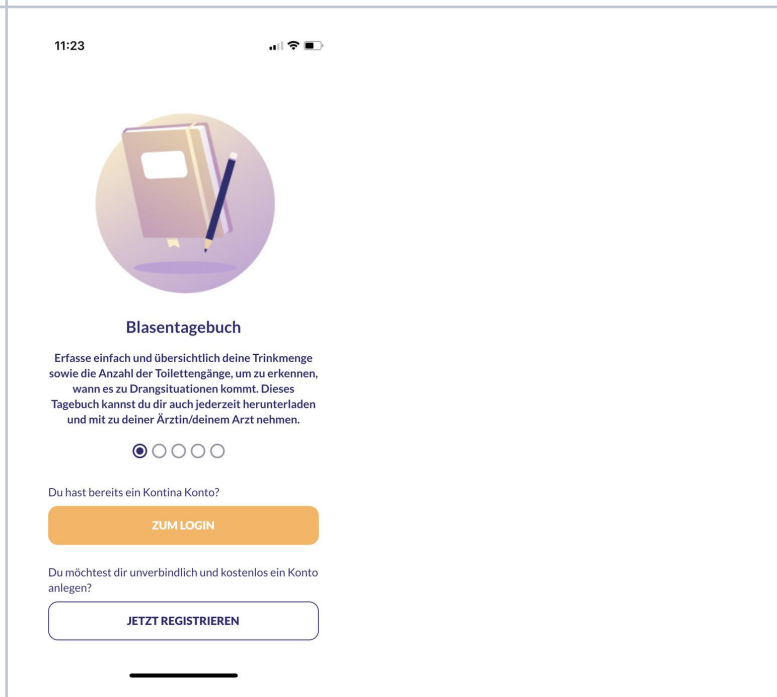 11:23
Blasentagebuch
Erfasse einfach und übersichtlich deine Trinkmenge
sowie die Anzahl der Toilettengänge, um zu erkennen,
wann es zu Drangsituationen kommt. Dieses
Tagebuch kannst du dir auch jederzeit herunterladen
und mit zu deiner Ärztin/deinem Arzt nehmen.
Du hast bereits ein Kontina Konto?
ZUM LOGIN
Du möchtest dir unverbindlich und kostenlos ein Konto
anlegen?
JETZT REGISTRIEREN